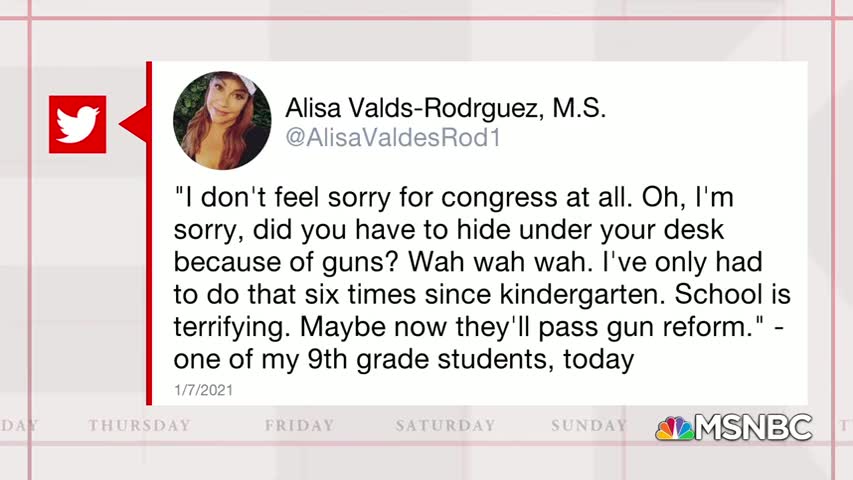 Alisa Valds-Rodrguez, M.S.
@AlisaValdesRod1
"I don't feel sorry for congress at all. Oh, I'm
sorry, did you have to hide under your desk
because of guns? Wah wah wah. I've only had
to do that six times since kindergarten. School is
terrifying. Maybe now they'll pass gun reform." -
one of my 9th grade students, today
1/7/2021
DAY THURSDAY FRIDAY SATURDAY SUNDAY T
MSNBC